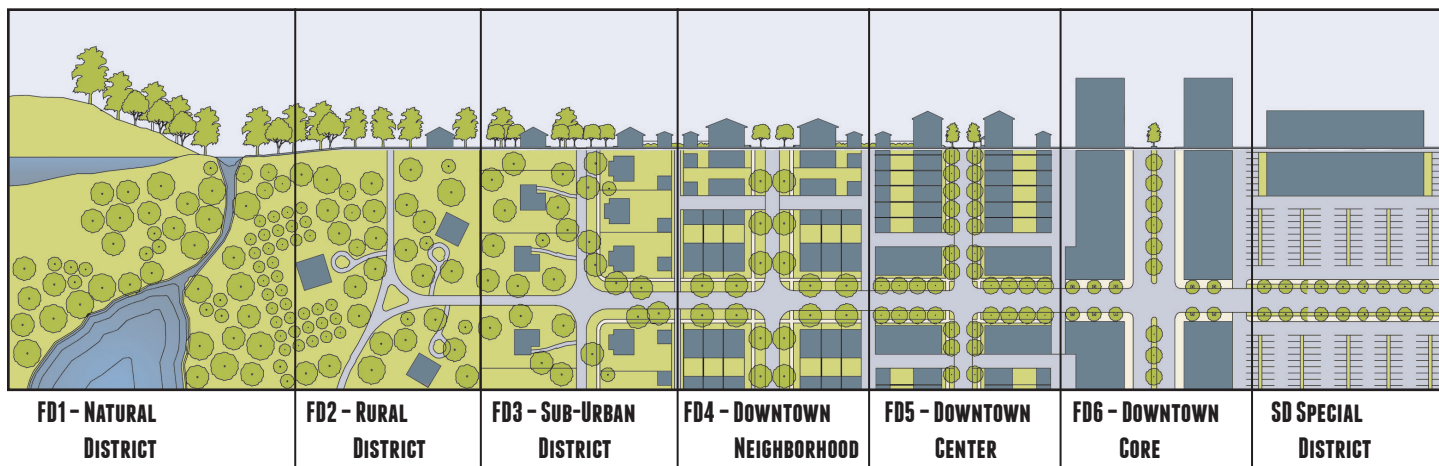 FD1 – Natural
District
FD2 – Rural
District
FD3 – Sub-Urban
District
FD4 – Downtown
Neighborhood
FD5 – Downtown
Center
FD6 – Downtown
Core
SD Special
District